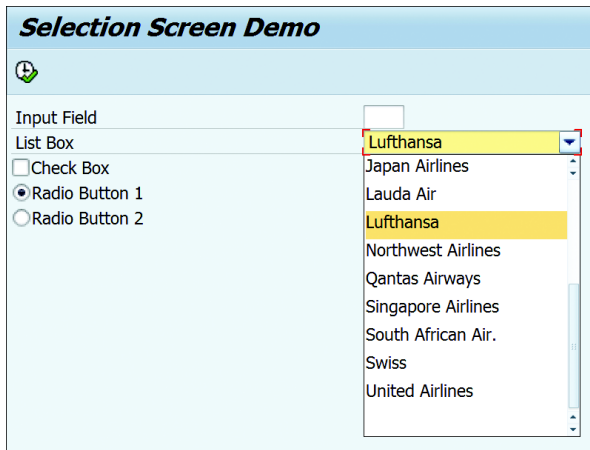 Selection Screen Demo
Input Field
List Box
Lufthansa
Check Box
Japan Airlines
Radio Button 1
Lauda Air
Radio Button 2
Lufthansa
Northwest Airlines
Qantas Airways
Singapore Airlines
South African Air.
Swiss
United Airlines